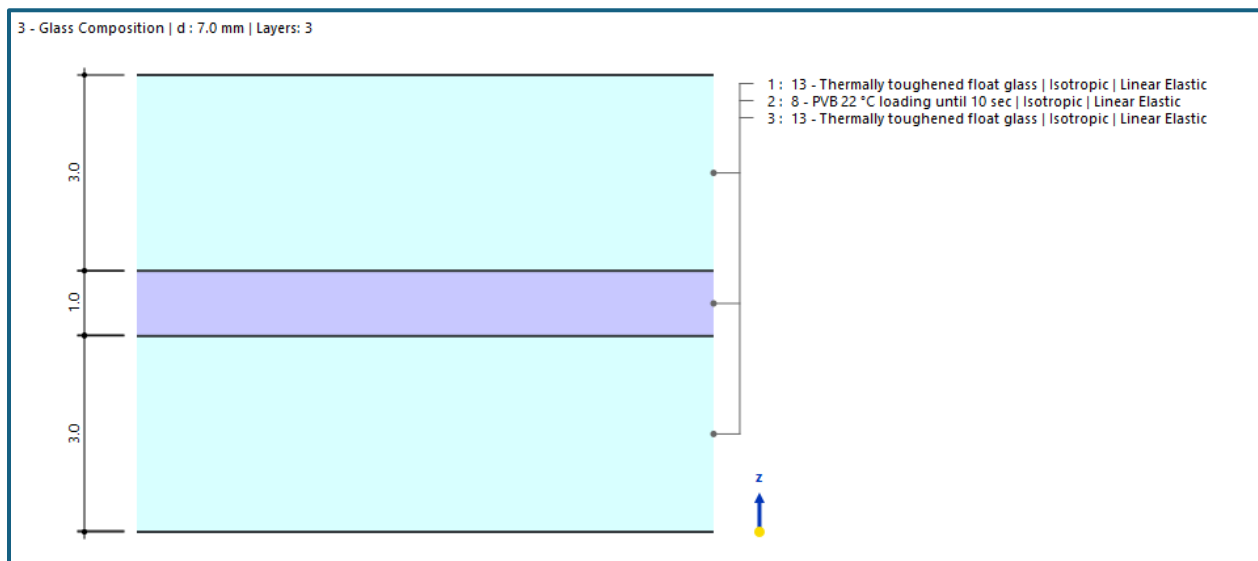 3 - Glass Composition | d : 7.0 mm | Layers: 3
1 : 13 - Thermally toughened float glass | Isotropic | Linear Elastic
2 : 8 - PVB 22 °C loading until 10 sec | Isotropic | Linear Elastic
3 : 13 - Thermally toughened float glass | Isotropic | Linear Elastic
3.0
1.0
3.0
z